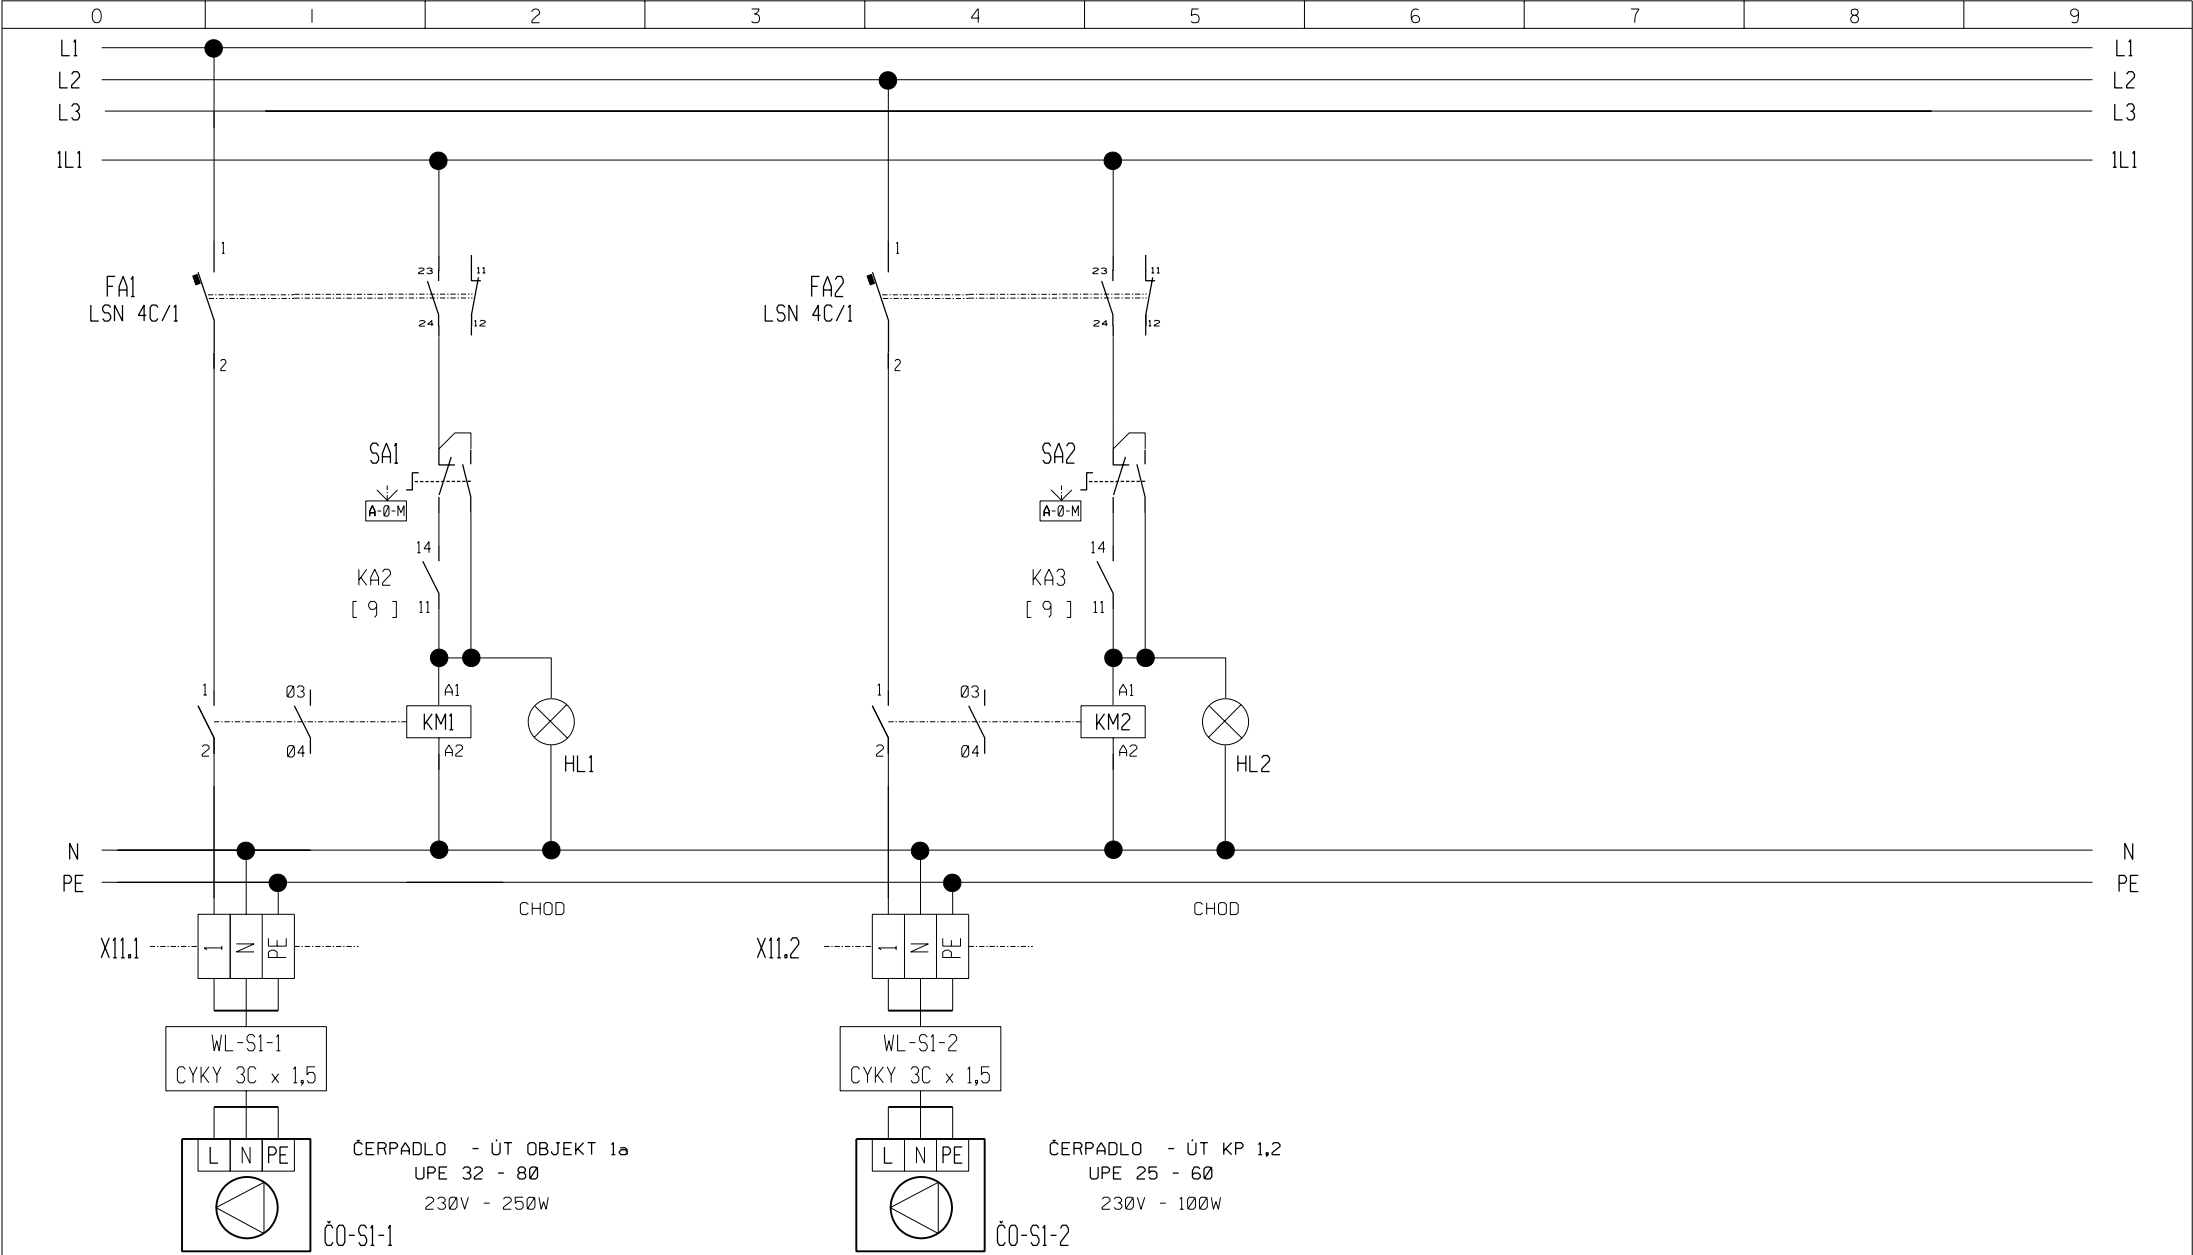 0 1 2 3 4 5 6 7 8 9
L1 L1
L2 L2
L3 L3
1L1 1L1
1 1
23 11 23 11
FA1 FA2
LSN 4C/1 LSN 4C/1
24 12 24 12
2 2
SA1 SA2
A-0-M A-0-M
14 14
KA2 KA3
[ 9 ] 11 [ 9 ] 11
1 03 A1 1 03 A1
KM1 KM2
2 04 A2 2 04 A2
HL1 HL2
N N
PE PE
CHOD CHOD
X11.1 1 N PE X11.2 1 N PE
WL-S1-1 WL-S1-2
CYKY 3C x 1,5 CYKY 3C x 1,5
L N PE ČERPADLO - ÚT OBJEKT 1a L N PE ČERPADLO - ÚT KP 1,2
UPE 32 - 80 UPE 25 - 60
230V - 250W 230V - 100W
ČO-S1-1 ČO-S1-2